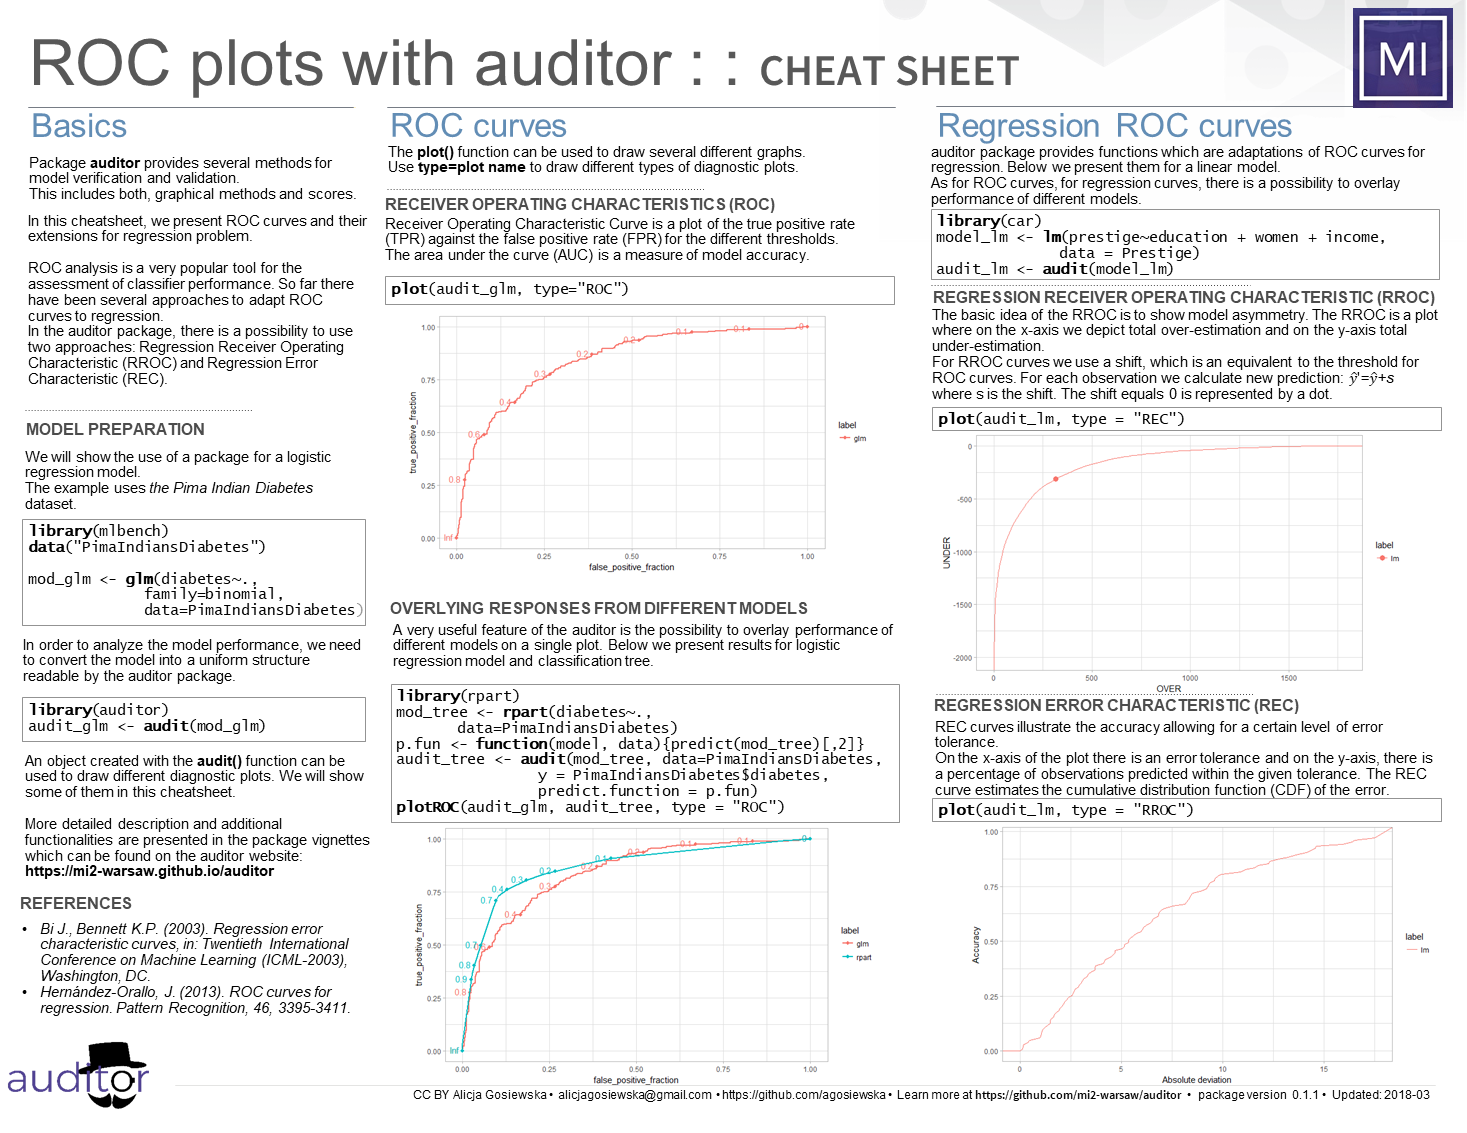 ROC plots with auditor : : CHEAT SHEET
MI
Basics
Package auditor provides several methods for
model verification and validation.
This includes both, graphical methods and scores.
In this cheatsheet, we present ROC curves and their
extensions for regression problem.
ROC analysis is a very popular tool for the
assessment of classifier performance. So far there
have been several approaches to adapt ROC
curves to regression.
In the auditor package, there is a possibility to use
two approaches: Regression Receiver Operating
Characteristic (RROC) and Regression Error
Characteristic (REC).
MODEL PREPARATION
We will show the use of a package for a logistic
regression model.
The example uses the Pima Indian Diabetes
dataset.
library(mlbench)
data("PimaIndiansDiabetes")
mod_glm <- glm(diabetes~.,
family=binomial,
data=PimaIndiansDiabetes)
In order to analyze the model performance, we need
to convert the model into a uniform structure
readable by the auditor package.
library(auditor)
audit_glm <- audit(mod_glm)
An object created with the audit() function can be
used to draw different diagnostic plots. We will show
some of them in this cheatsheet.
More detailed description and additional
functionalities are presented in the package vignettes
which can be found on the auditor website:
https://mi2-warsaw.github.io/auditor
REFERENCES
• Bi J., Bennett K.P. (2003). Regression error
characteristic curves, in: Twentieth International
Conference on Machine Learning (ICML-2003),
Washington, DC.
• Hernández-Orallo, J. (2013). ROC curves for
regression. Pattern Recognition, 46, 3395-3411.
auditor
ROC curves
The plot() function can be used to draw several different graphs.
Use type=plot name to draw different types of diagnostic plots.
RECEIVER OPERATING CHARACTERISTICS (ROC)
Receiver Operating Characteristic Curve is a plot of the true positive rate
(TPR) against the false positive rate (FPR) for the different thresholds.
The area under the curve (AUC) is a measure of model accuracy.
plot(audit_glm, type="ROC")
1.00
0.75
0.50
0.25
0.00
true_positive_fraction
Inf
0.8
0.6
0.4
0.3
0.2
0.2
0.1
0.1
0
0.00 0.25 0.50 0.75 1.00
false_positive_fraction
label
glm
OVERLYING RESPONSES FROM DIFFERENT MODELS
A very useful feature of the auditor is the possibility to overlay performance of
different models on a single plot. Below we present results for logistic
regression model and classification tree.
library(rpart)
mod_tree <- rpart(diabetes~.,
data=PimaIndiansDiabetes)
p.fun <- function(model, data){predict(mod_tree)[,2]}
audit_tree <- audit(mod_tree, data=PimaIndiansDiabetes,
y = PimaIndiansDiabetes$diabetes,
predict.function = p.fun)
plotROC(audit_glm, audit_tree, type = "ROC")
1.00
0.75
0.50
0.25
0.00
true_positive_fraction
Inf
0.8
0.9
0.8
0.7
0.7
0.4
0.4
0.3
0.3
0.2
0.2
0.1
0.2
0.1
0.1
0.00 0.25 0.50 0.75 1.00
false_positive_fraction
label
glm
rpart
Regression ROC curves
auditor package provides functions which are adaptations of ROC curves for
regression. Below we present them for a linear model.
As for ROC curves, for regression curves, there is a possibility to overlay
performance of different models.
library(car)
model_lm <- lm(prestige~education + women + income,
data = Prestige)
audit_lm <- audit(model_lm)
REGRESSION RECEIVER OPERATING CHARACTERISTIC (RROC)
The basic idea of the RROC is to show model asymmetry. The RROC is a plot
where on the x-axis we depict total over-estimation and on the y-axis total
under-estimation.
For RROC curves we use a shift, which is an equivalent to the threshold for
ROC curves. For each observation we calculate new prediction: ŷ'=ŷ+s
where s is the shift. The shift equals 0 is represented by a dot.
plot(audit_lm, type = "REC")
0
-500
-1000
-1500
-2000
UNDER
0 500 1000 1500
OVER
label
lm
REGRESSION ERROR CHARACTERISTIC (REC)
REC curves illustrate the accuracy allowing for a certain level of error
tolerance.
On the x-axis of the plot there is an error tolerance and on the y-axis, there is
a percentage of observations predicted within the given tolerance. The REC
curve estimates the cumulative distribution function (CDF) of the error.
plot(audit_lm, type = "RROC")
1.00
0.75
0.50
0.25
0.00
Accuracy
0 5 10 15
Absolute deviation
label
lm
CC BY Alicja Gosiewska • alicjagosiewska@gmail.com • https://github.com/agosiewska • Learn more at https://github.com/mi2-warsaw/auditor • package version 0.1.1 • Updated: 2018-03